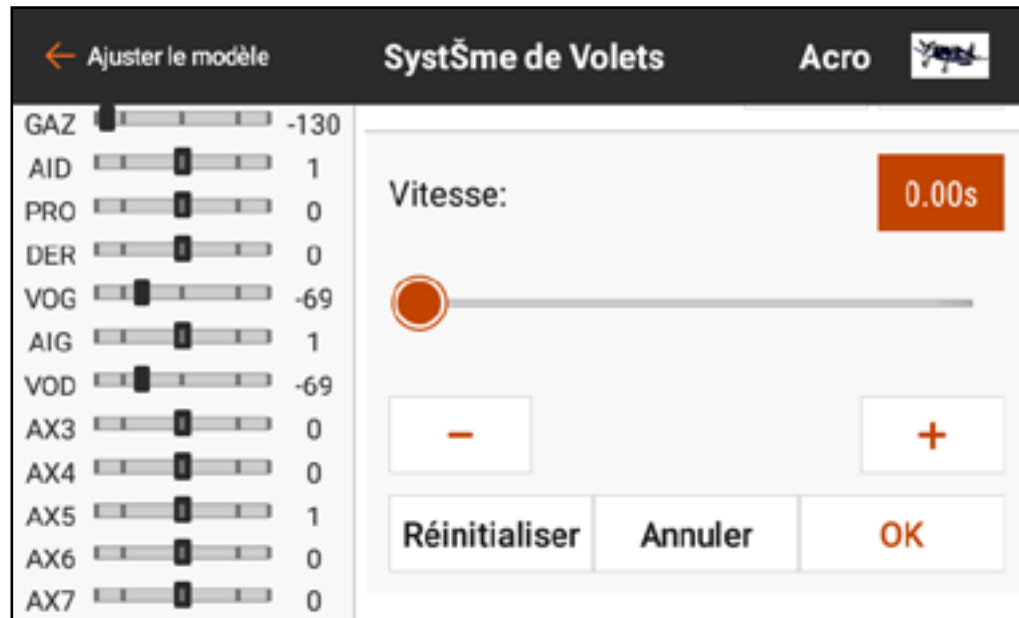 ← Ajuster le modèle SystŠme de Volets Acro
GAZ -130
AID 1
PRO 0
DER 0
VOG -69
AIG 1
VOD -69
AX3 0
AX4 0
AX5 1
AX6 0
AX7 0
Vitesse: 0.00s
− +
Réinitialiser Annuler OK